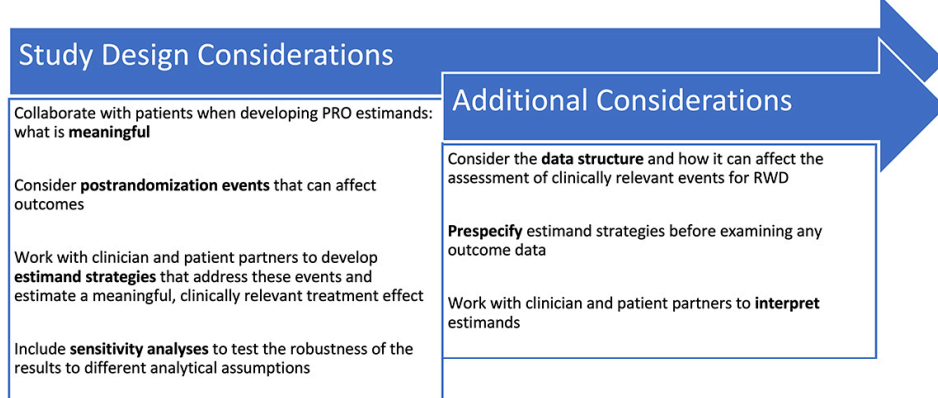 Study Design Considerations
Collaborate with patients when developing PRO estimands:
what is meaningful
Consider postrandomization events that can affect
outcomes
Work with clinician and patient partners to develop
estimand strategies that address these events and
estimate a meaningful, clinically relevant treatment effect
Include sensitivity analyses to test the robustness of the
results to different analytical assumptions
Additional Considerations
Consider the data structure and how it can affect the
assessment of clinically relevant events for RWD
Prespecify estimand strategies before examining any
outcome data
Work with clinician and patient partners to interpret
estimands